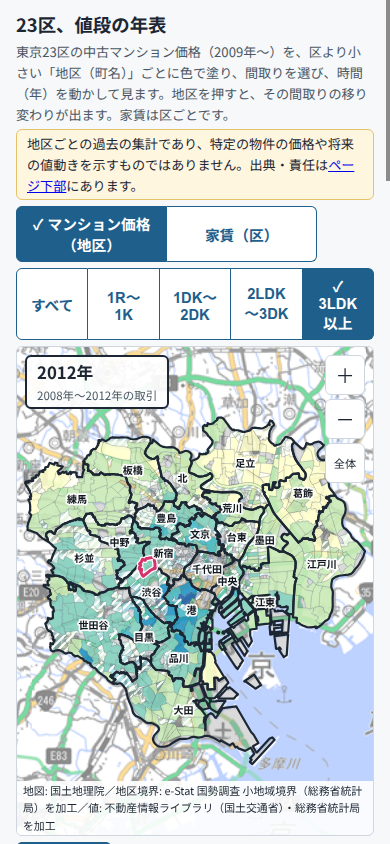 23区、値段の年表
東京23区の中古マンション価格（2009年〜）を、区より小
さい「地区（町名）」ごとに色で塗り、間取りを選び、時間
（年）を動かして見ます。地区を押すと、その間取りの移り
変わりが出ます。家賃は区ごとです。
地区ごとの過去の集計であり、特定の物件の価格や将来
の値動きを示すものではありません。出典・責任はペー
ジ下部にあります。
✓ マンション価格
（地区）
家賃（区）
すべて
1R〜
1K
1DK〜
2DK
2LDK
〜3DK
✓
3LDK
以上
2012年
2008年〜2012年の取引
+
−
全体
足立
板橋
北
葛飾
練馬
荒川
豊島
文京
台東
墨田
中野
新宿
杉並
江戸川
千代田
中央
渋谷
江東
港
世田谷
目黒
品川
大田
京
E20
246
E83
多摩川
地図: 国土地理院／地区境界: e-Stat 国勢調査 小地域境界（総務省統計
局）を加工／値: 不動産情報ライブラリ（国土交通省）・総務省統計局
を加工